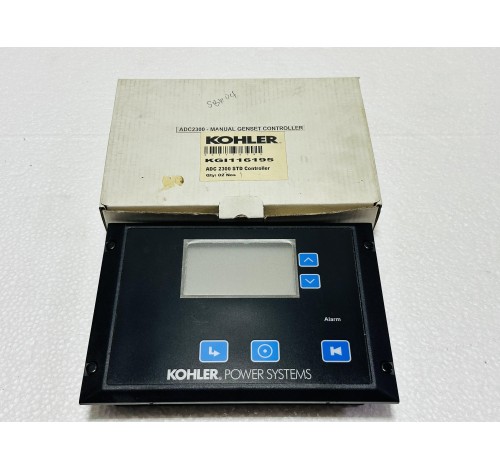 ADC2300 - MANUAL GENSET CONTROLLER
KOHLER
KGI116195
ADC 2300 STD Controller
Qty: 02 Nos
Alarm
KOHLER POWER SYSTEMS